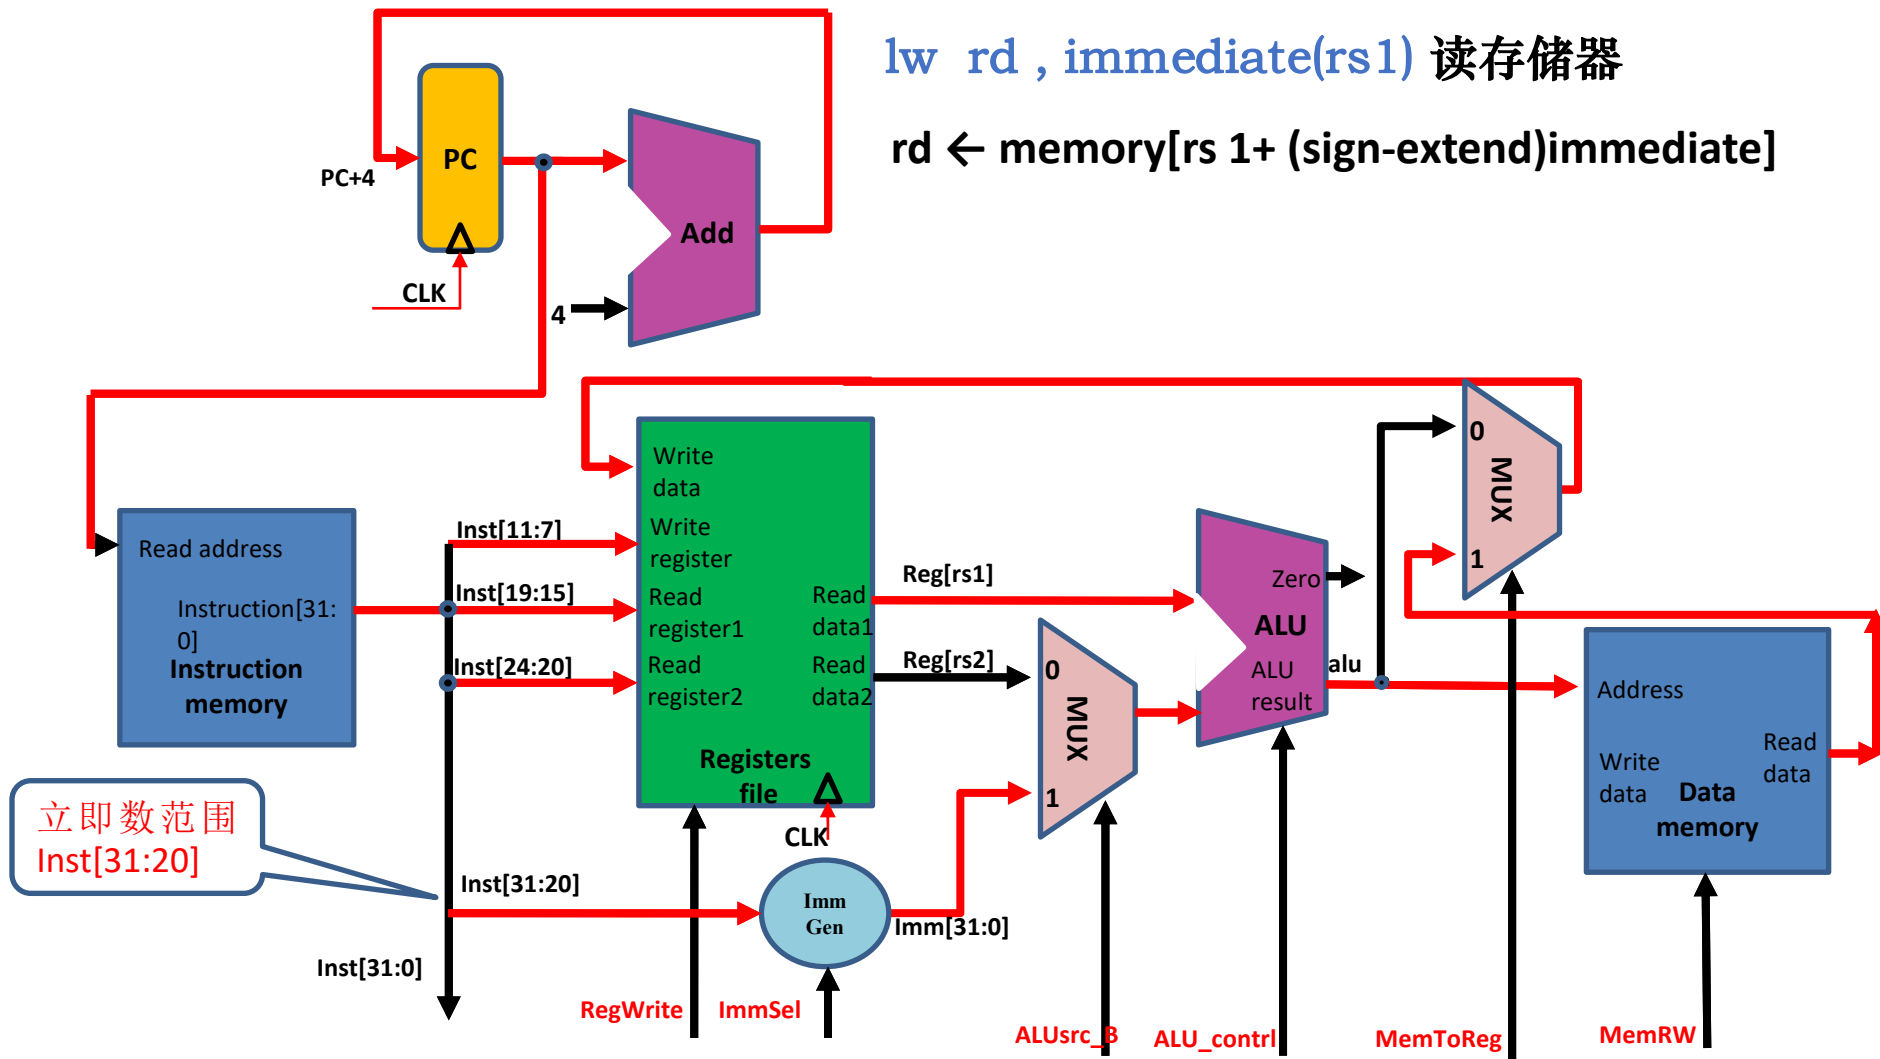 lw rd , immediate(rs1) 读存储器
rd ← memory[rs 1+ (sign-extend)immediate]
PC+4
PC
CLK
Add
4
Read address
Instruction[31:
0]
Instruction
memory
立即数范围
Inst[31:20]
Inst[11:7]
Inst[19:15]
Inst[24:20]
Inst[31:20]
Inst[31:0]
Write
data
Write
register
Read
register1
Read
register2
Read
data1
Read
data2
Registers
file
CLK
RegWrite
Imm
Gen
ImmSel
Imm[31:0]
Reg[rs1]
Reg[rs2]
0
MUX
1
ALUsrc_B
Zero
ALU
ALU
result
alu
ALU_contrl
0
MUX
1
MemToReg
Address
Write
data
Read
data
Data
memory
MemRW